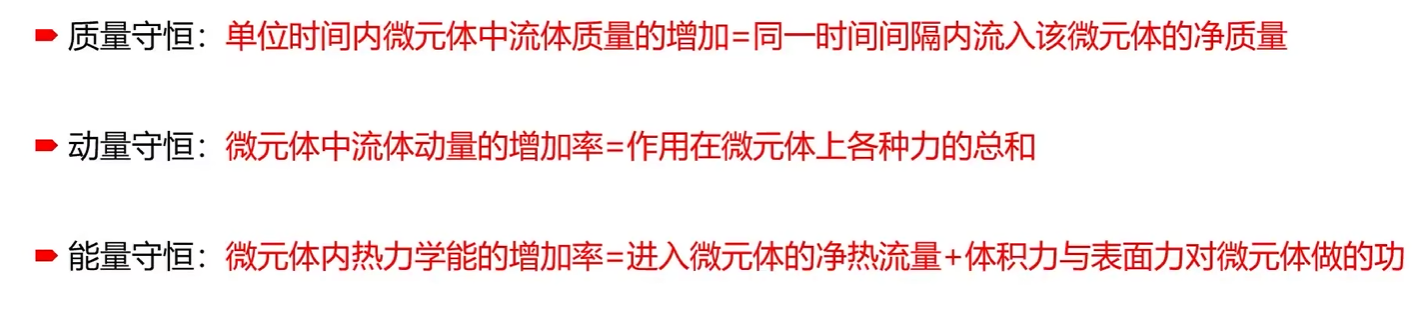 质量守恒：单位时间内微元体中流体质量的增加=同一时间间隔内流入该微元体的净质量
动量守恒：微元体中流体动量的增加率=作用在微元体上各种力的总和
能量守恒：微元体内热力学能的增加率=进入微元体的净热流量+体积力与表面力对微元体做的功